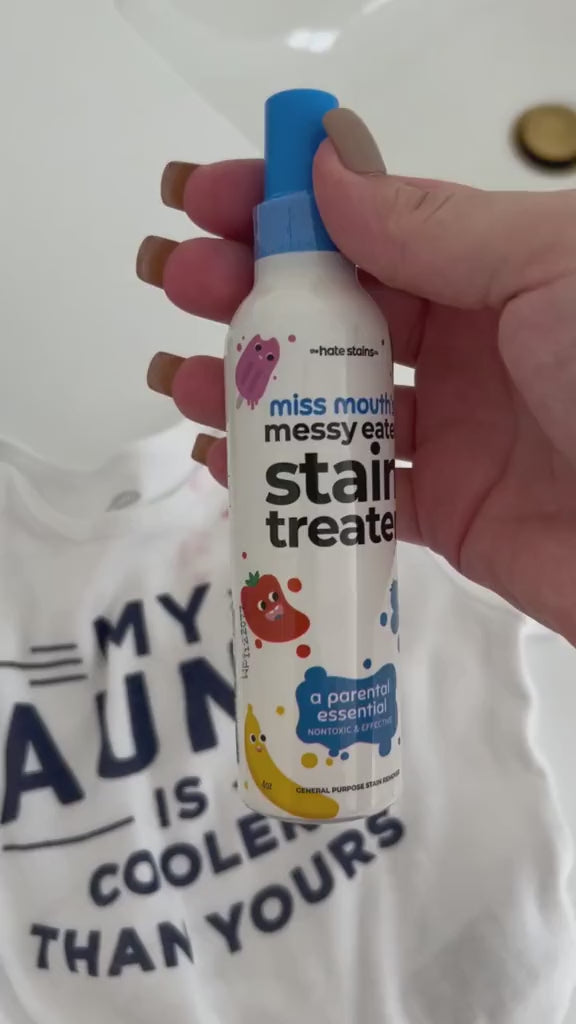 the hate stains co
miss mouth's
messy eate
stain
treater
a parental
essential
NONTOXIC & EFFECTIVE
4oz
GENERAL PURPOSE STAIN REMOVER
MY
AUN
IS
COOLER
THAN YOURS